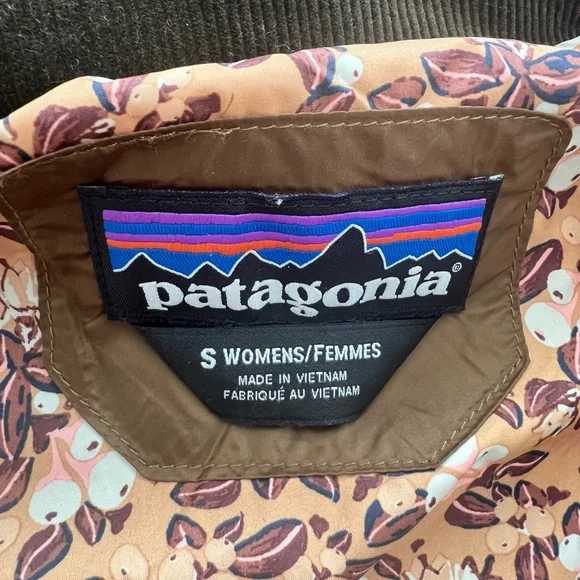 patagonia®
S WOMENS/FEMMES
MADE IN VIETNAM
FABRIQUÉ AU VIETNAM